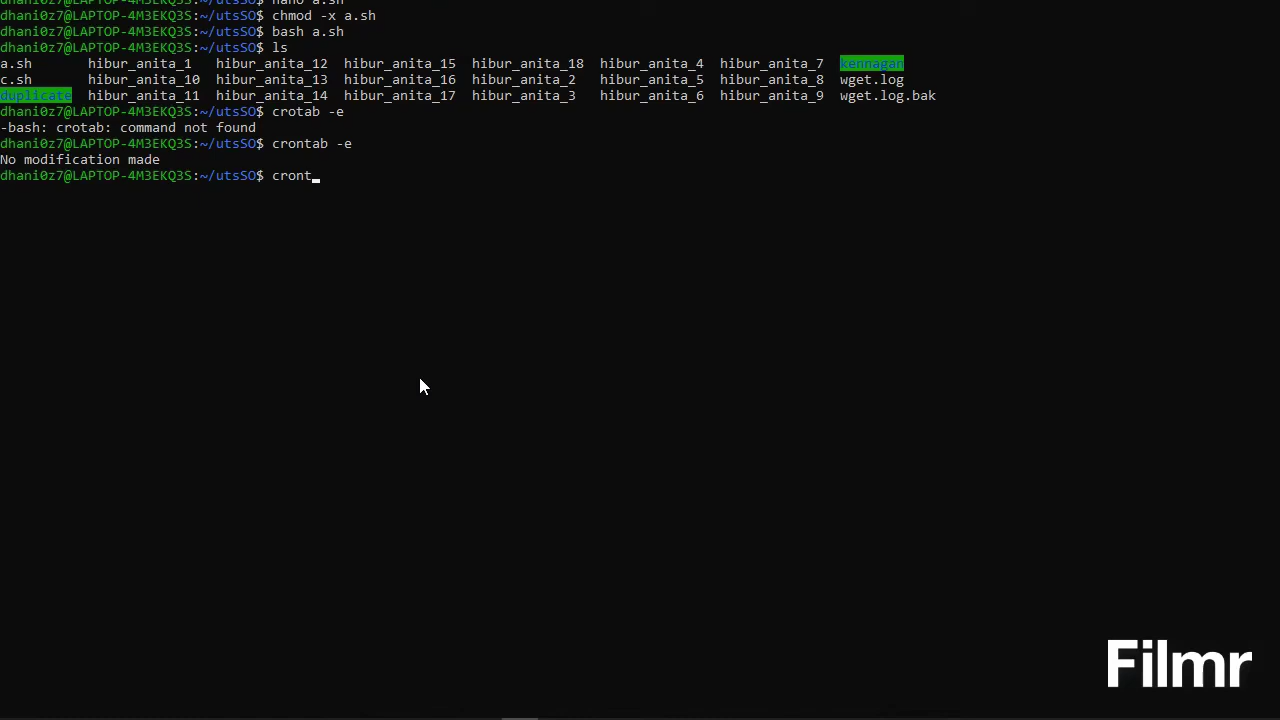 dhani0z7@LAPTOP-4M3EKQ3S:~/utsSO$ nano a.sh
dhani0z7@LAPTOP-4M3EKQ3S:~/utsSO$ chmod -x a.sh
dhani0z7@LAPTOP-4M3EKQ3S:~/utsSO$ bash a.sh
dhani0z7@LAPTOP-4M3EKQ3S:~/utsSO$ ls
a.sh hibur_anita_1 hibur_anita_12 hibur_anita_15 hibur_anita_18 hibur_anita_4 hibur_anita_7 kennagan
c.sh hibur_anita_10 hibur_anita_13 hibur_anita_16 hibur_anita_2 hibur_anita_5 hibur_anita_8 wget.log
duplicate hibur_anita_11 hibur_anita_14 hibur_anita_17 hibur_anita_3 hibur_anita_6 hibur_anita_9 wget.log.bak
dhani0z7@LAPTOP-4M3EKQ3S:~/utsSO$ crotab -e
-bash: crotab: command not found
dhani0z7@LAPTOP-4M3EKQ3S:~/utsSO$ crontab -e
No modification made
dhani0z7@LAPTOP-4M3EKQ3S:~/utsSO$ cront
Filmr